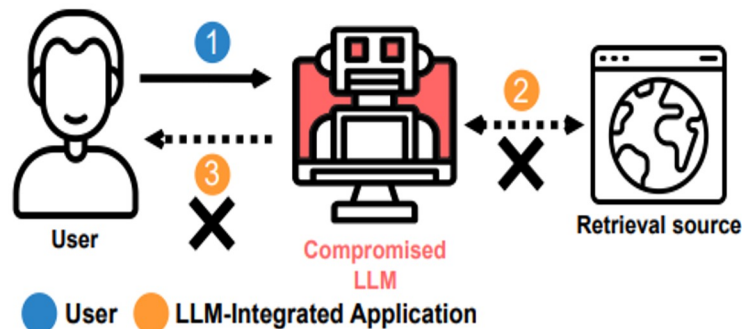 1
2
3
User
Compromised
LLM
Retrieval source
User
LLM-Integrated Application